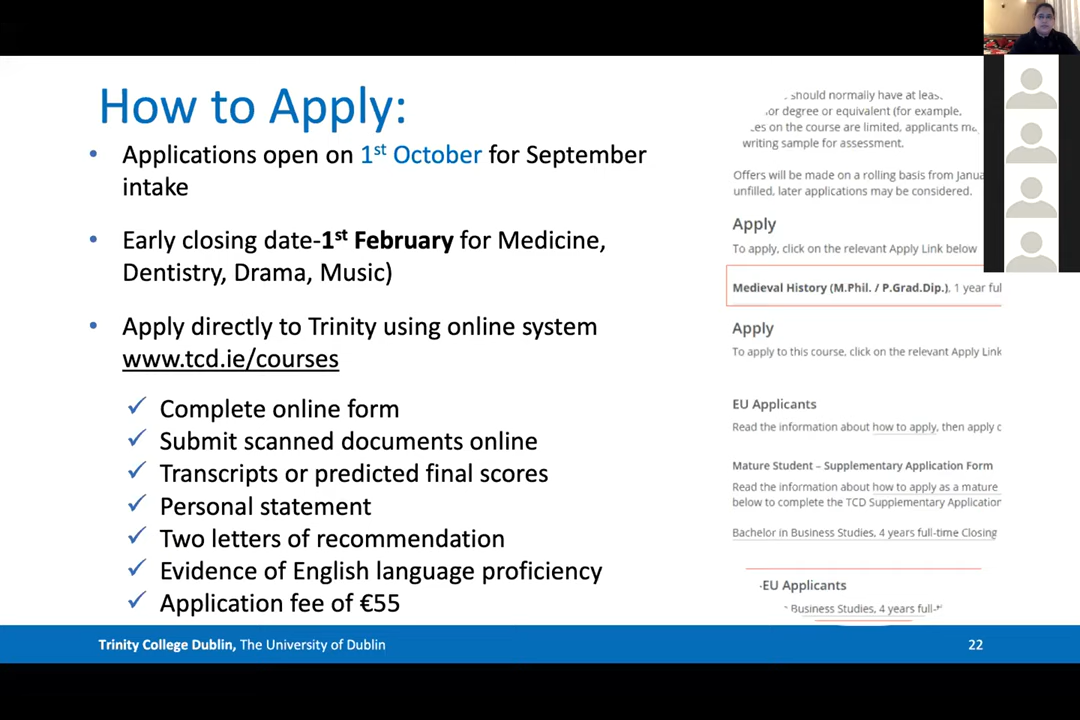 How to Apply:
• Applications open on 1st October for September
intake
• Early closing date-1st February for Medicine,
Dentistry, Drama, Music)
• Apply directly to Trinity using online system
www.tcd.ie/courses
✓ Complete online form
✓ Submit scanned documents online
✓ Transcripts or predicted final scores
✓ Personal statement
✓ Two letters of recommendation
✓ Evidence of English language proficiency
✓ Application fee of €55
should normally have at
or degree or equivalent (for example,
on the course are limited, applicants
writing sample for assessment.
Offers will be made on a rolling basis from
unfilled, later applications may be considered.
Apply
To apply, click on the relevant Apply Link below
Medieval History (M.Phil. / P.Grad.Dip.), 1 year
Apply
To apply to this course, click on the relevant Apply Link
EU Applicants
Read the information about how to apply, then apply
Mature Student – Supplementary Application Form
Read the information about how to apply as a mature
below to complete the TCD Supplementary Application
Bachelor in Business Studies, 4 years full-time Closing
-EU Applicants
Business Studies, 4 years
Trinity College Dublin, The University of Dublin
22